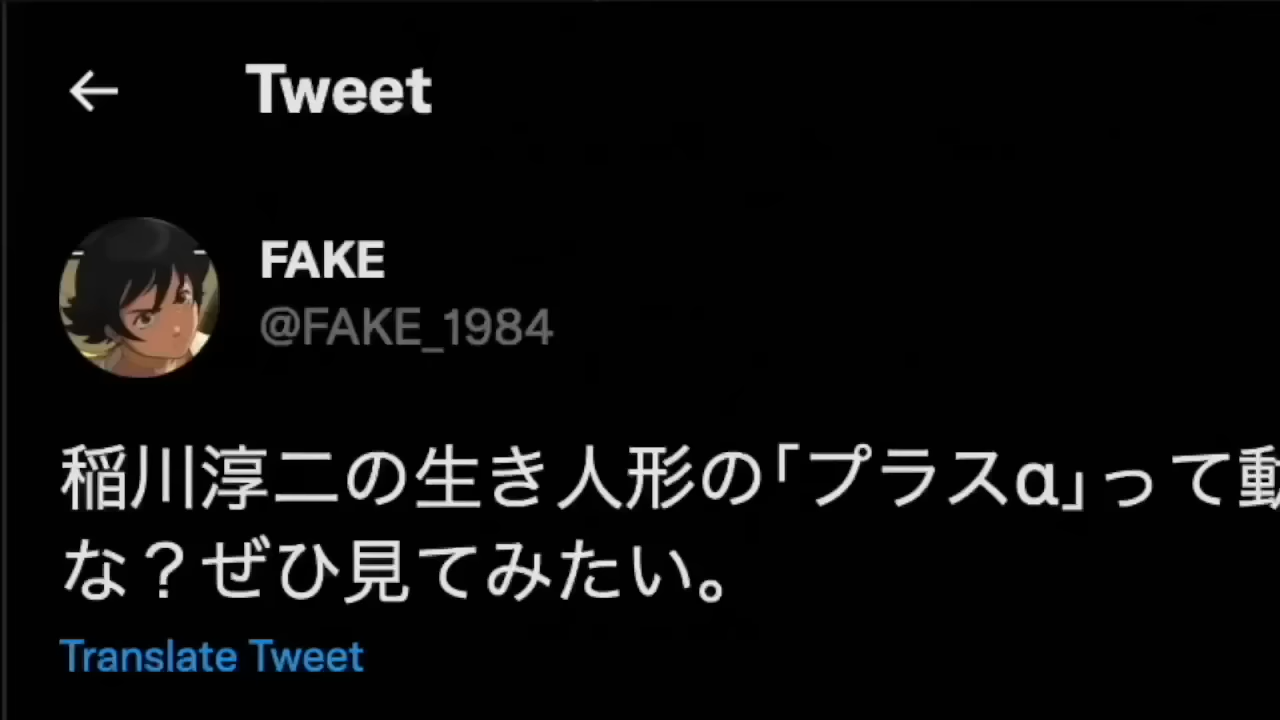 Tweet
FAKE
@FAKE_1984
稲川淳二の生き人形の｢プラスα｣って動
な？ぜひ見てみたい。
Translate Tweet